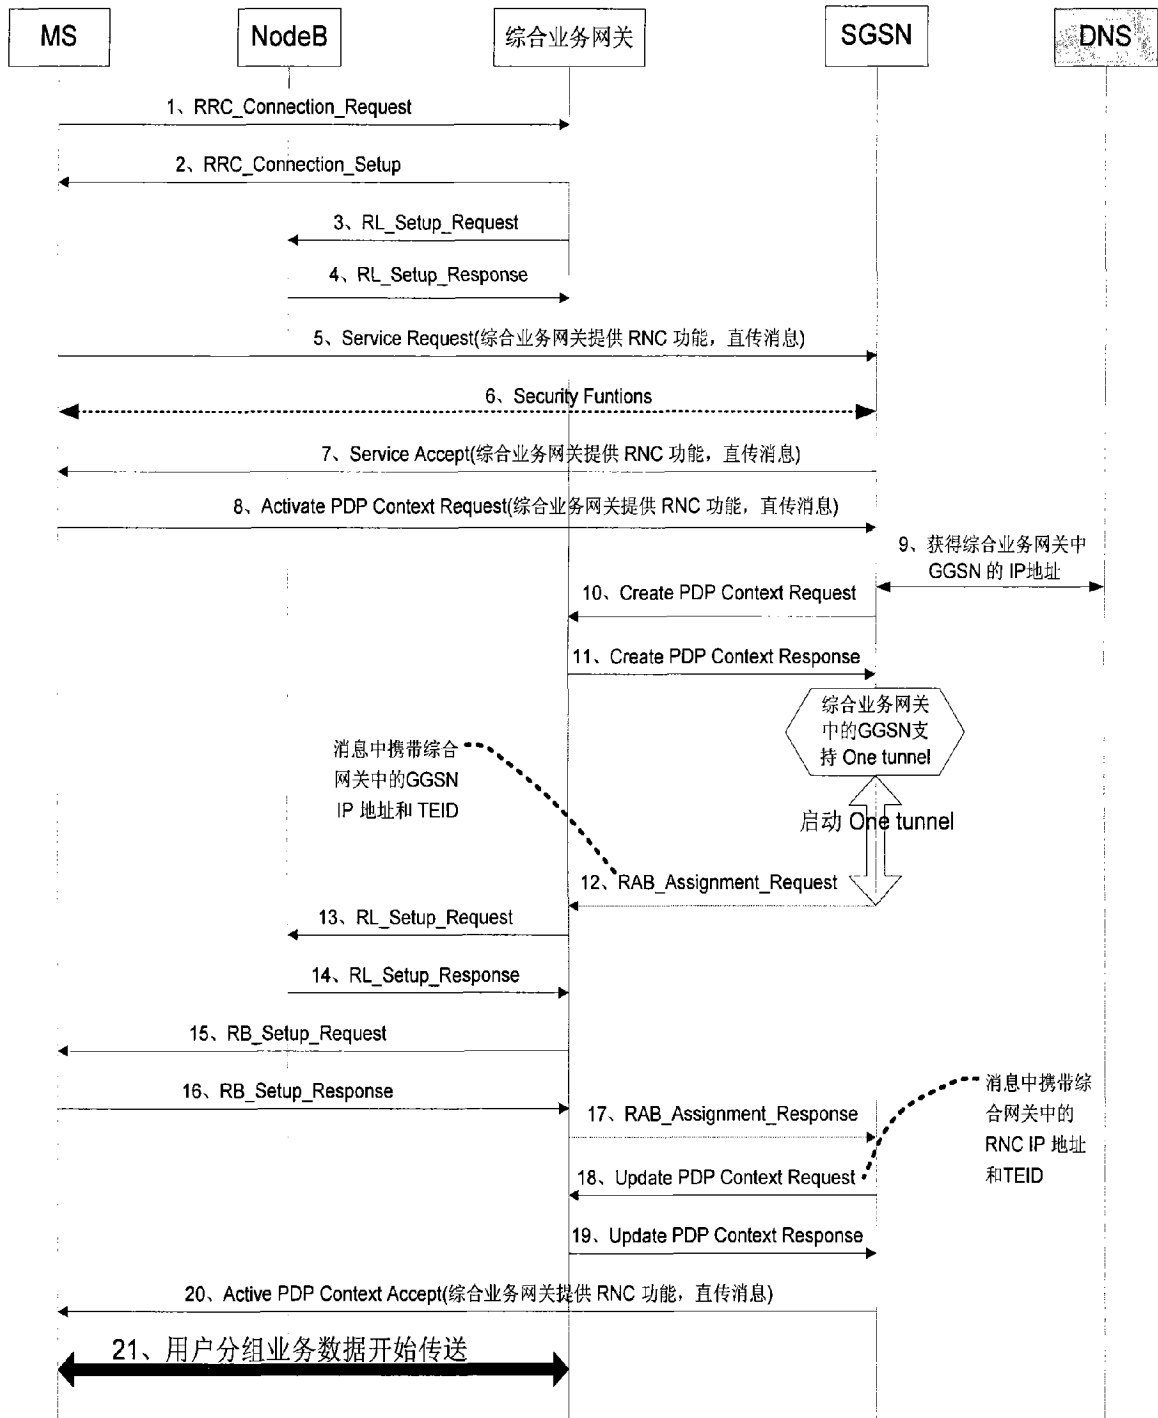 MS
NodeB
综合业务网关
SGSN
DNS
1、RRC_Connection_Request
2、RRC_Connection_Setup
3、RL_Setup_Request
4、RL_Setup_Response
5、Service Request(综合业务网关提供 RNC 功能，直传消息)
6、Security Funtions
7、Service Accept(综合业务网关提供 RNC 功能，直传消息)
8、Activate PDP Context Request(综合业务网关提供 RNC 功能，直传消息)
9、获得综合业务网关中
GGSN 的 IP地址
10、Create PDP Context Request
11、Create PDP Context Response
综合业务网关
中的GGSN支
持 One tunnel
消息中携带综合
网关中的GGSN
IP 地址和 TEID
启动 One tunnel
12、RAB_Assignment_Request
13、RL_Setup_Request
14、RL_Setup_Response
15、RB_Setup_Request
16、RB_Setup_Response
消息中携带综
合网关中的
RNC IP 地址
和TEID
17、RAB_Assignment_Response
18、Update PDP Context Request
19、Update PDP Context Response
20、Active PDP Context Accept(综合业务网关提供 RNC 功能，直传消息)
21、用户分组业务数据开始传送